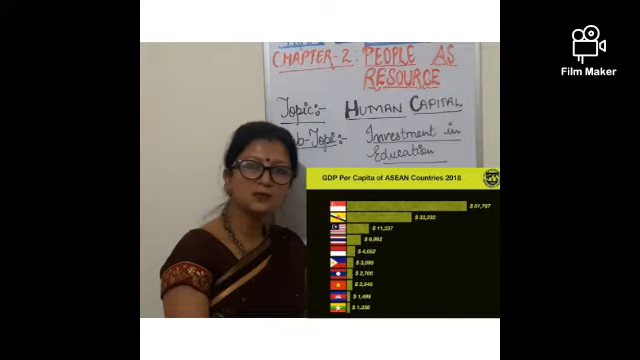 CHAPTER-2: PEOPLE AS
RESOURCE
Topic:- HUMAN CAPITAL
Sub-Topic:- Investment in
Education
GDP Per Capita of ASEAN Countries 2018
$ 61,767
$ 33,233
$ 11,237
$ 6,992
$ 4,052
$ 3,095
$ 2,706
$ 2,546
$ 1,499
$ 1,338
Film Maker